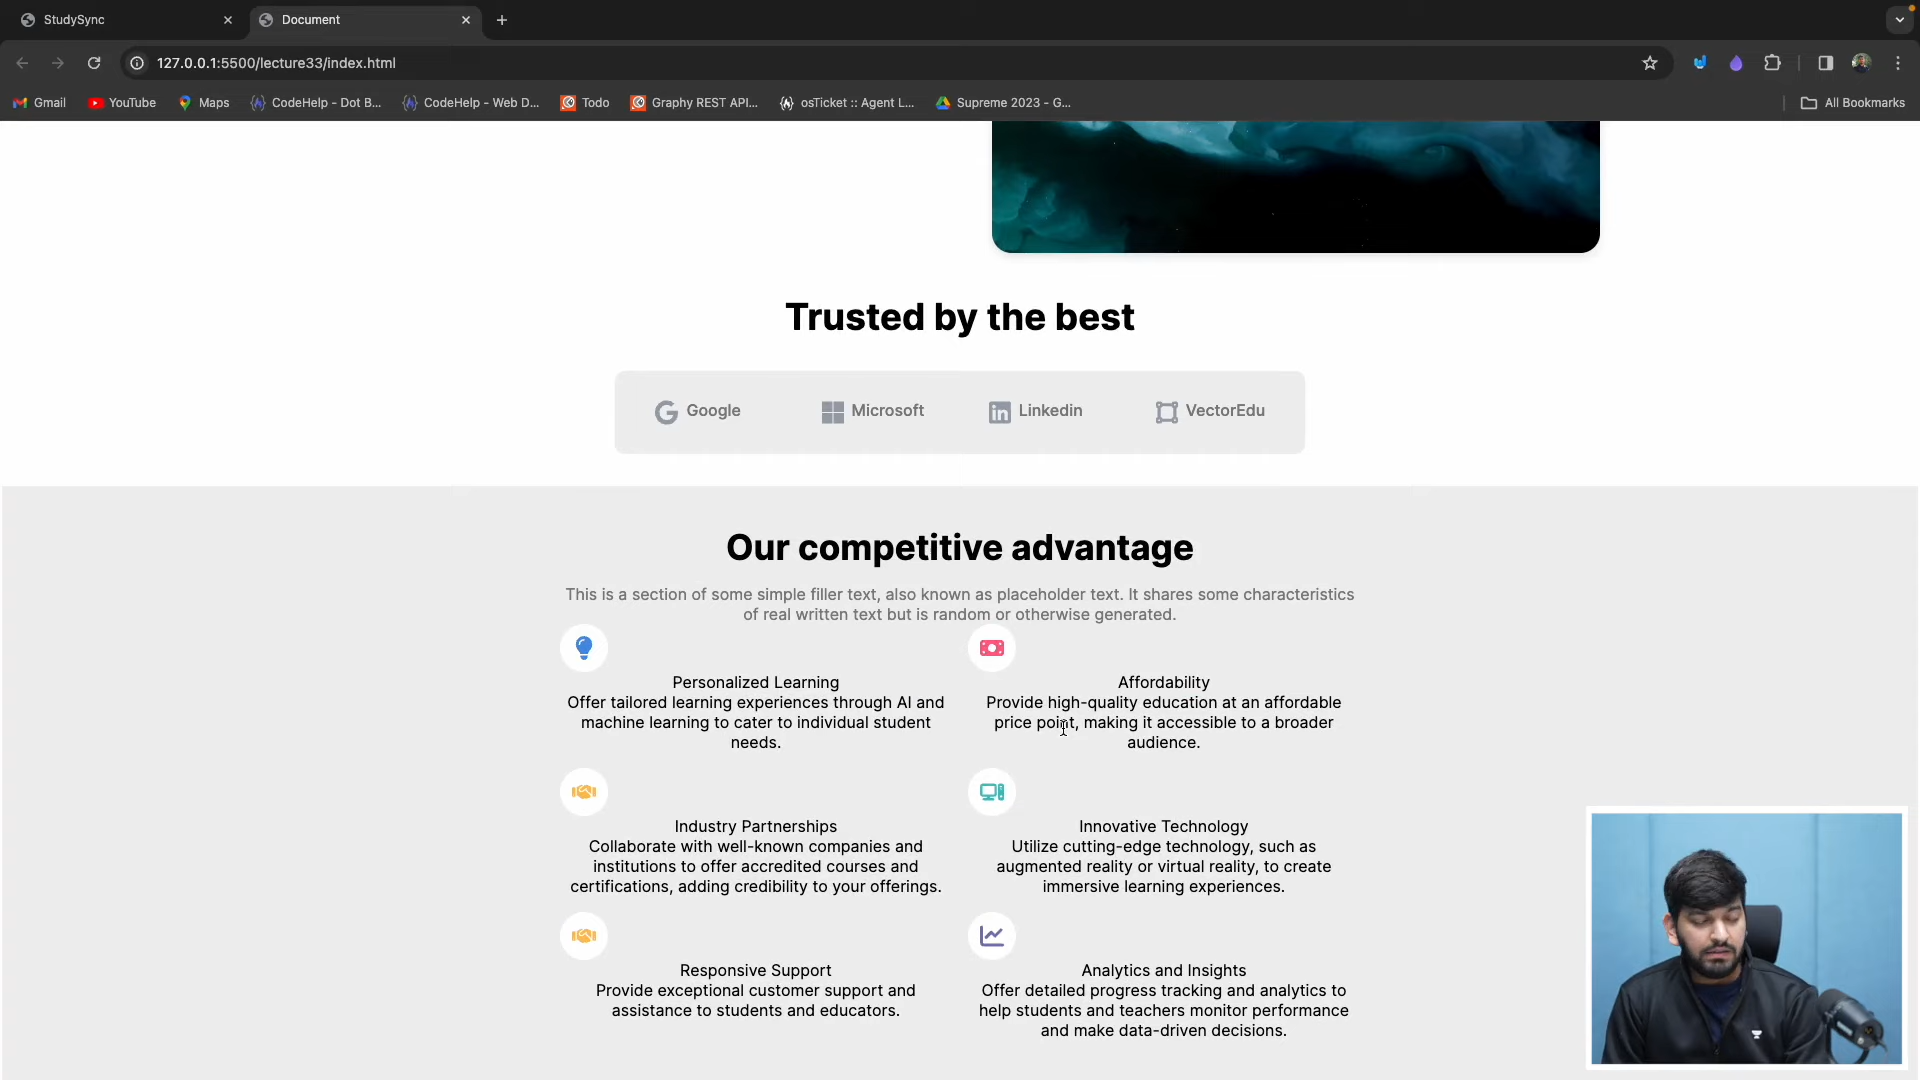 StudySync
Document
127.0.0.1:5500/lecture33/index.html
Gmail
YouTube
Maps
CodeHelp - Dot B...
CodeHelp - Web D...
Todo
Graphy REST API...
osTicket :: Agent L...
Supreme 2023 - G...
All Bookmarks
Trusted by the best
Google
Microsoft
Linkedin
VectorEdu
Our competitive advantage
This is a section of some simple filler text, also known as placeholder text. It shares some characteristics
of real written text but is random or otherwise generated.
Personalized Learning
Offer tailored learning experiences through AI and
machine learning to cater to individual student
needs.
Affordability
Provide high-quality education at an affordable
price point, making it accessible to a broader
audience.
Industry Partnerships
Collaborate with well-known companies and
institutions to offer accredited courses and
certifications, adding credibility to your offerings.
Innovative Technology
Utilize cutting-edge technology, such as
augmented reality or virtual reality, to create
immersive learning experiences.
Responsive Support
Provide exceptional customer support and
assistance to students and educators.
Analytics and Insights
Offer detailed progress tracking and analytics to
help students and teachers monitor performance
and make data-driven decisions.